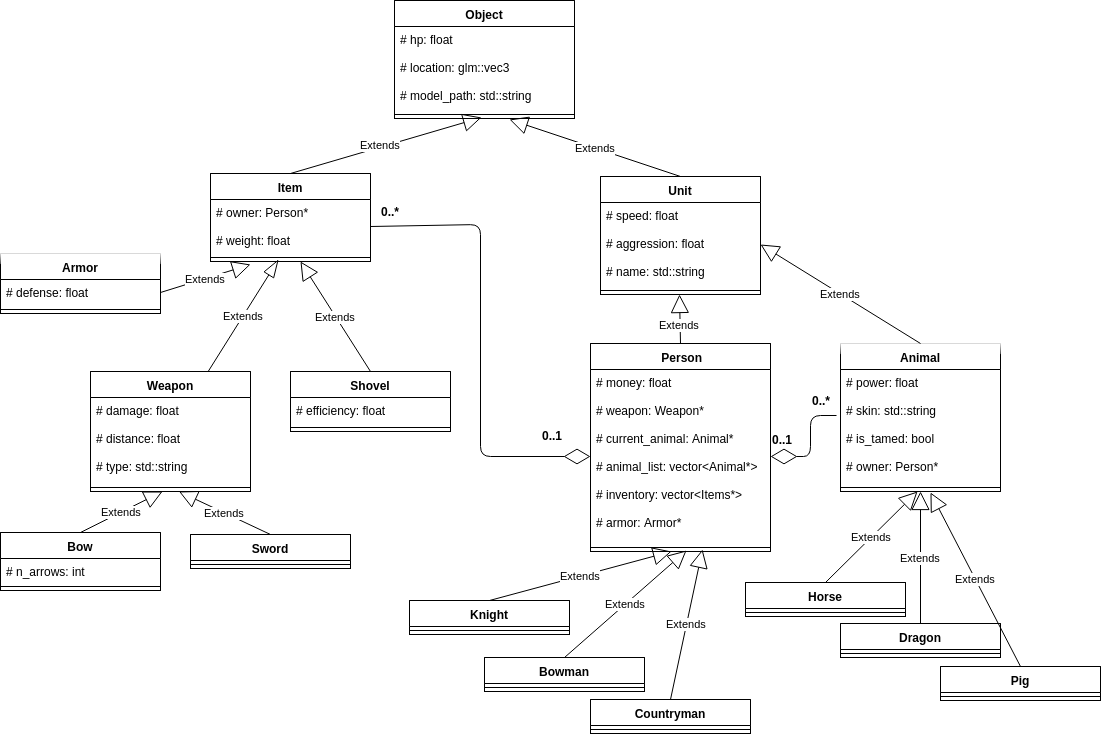 Object
# hp: float
# location: glm::vec3
# model_path: std::string
Extends
Extends
Item
# owner: Person*
# weight: float
0..*
Unit
# speed: float
# aggression: float
# name: std::string
Armor
# defense: float
Extends
Extends
Extends
Extends
Extends
Weapon
# damage: float
# distance: float
# type: std::string
Shovel
# efficiency: float
0..1
Person
# money: float
# weapon: Weapon*
# current_animal: Animal*
# animal_list: vector<Animal*>
# inventory: vector<Items*>
# armor: Armor*
0..1
0..*
Animal
# power: float
# skin: std::string
# is_tamed: bool
# owner: Person*
Extends
Extends
Bow
# n_arrows: int
Sword
Extends
Extends
Extends
Knight
Bowman
Countryman
Extends
Extends
Extends
Horse
Dragon
Pig